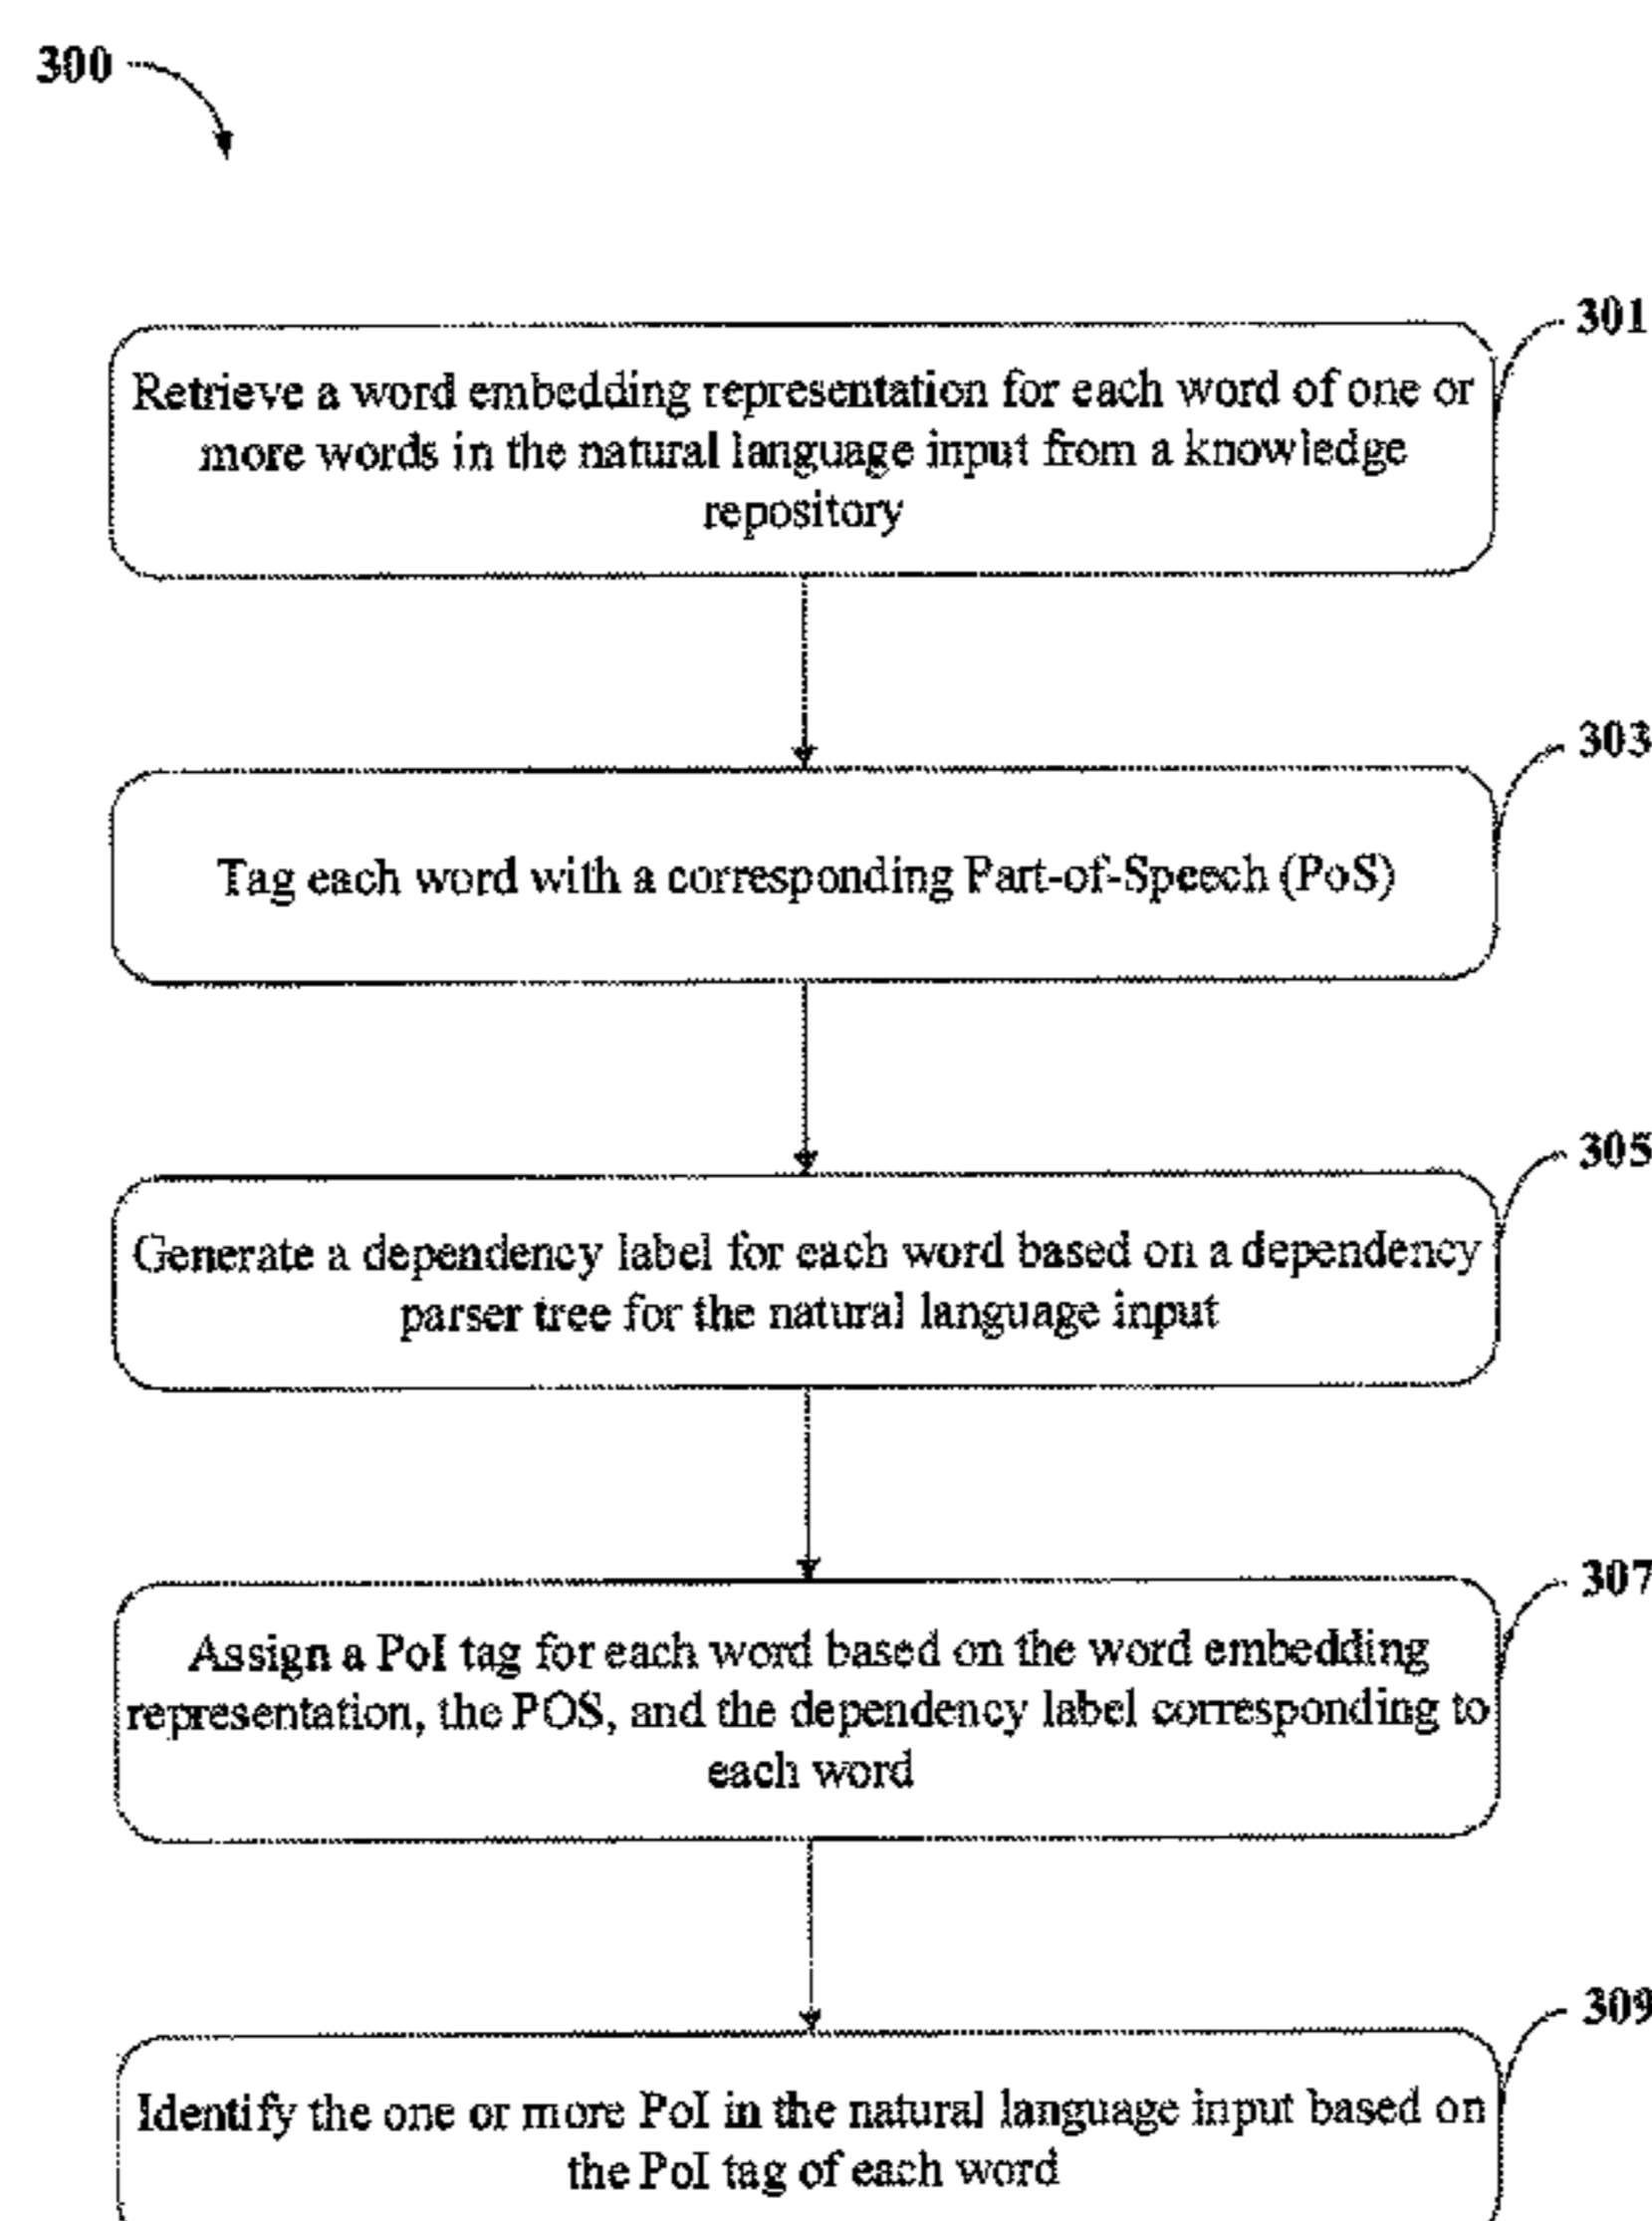 300
301
Retrieve a word embedding representation for each word of one or
more words in the natural language input from a knowledge
repository
303
Tag each word with a corresponding Part-of-Speech (PoS)
305
Generate a dependency label for each word based on a dependency
parser tree for the natural language input
307
Assign a PoI tag for each word based on the word embedding
representation, the POS, and the dependency label corresponding to
each word
309
Identify the one or more PoI in the natural language input based on
the PoI tag of each word